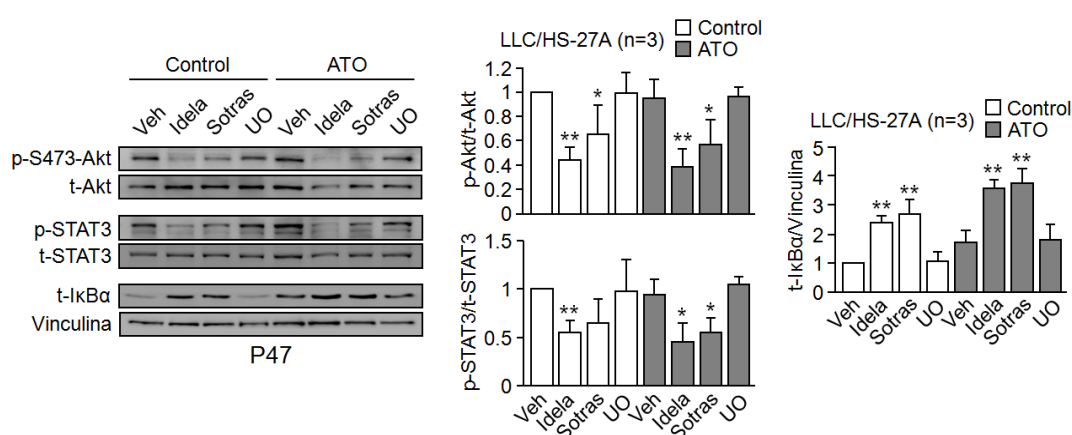 Control ATO
Veh Idela Sotras UO Veh Idela Sotras UO
p-S473-Akt
t-Akt
p-STAT3
t-STAT3
t-IκBα
Vinculina
P47
LLC/HS-27A (n=3)
Control
ATO
p-Akt/t-Akt
1.2
1
0.8
0.6
0.4
0.2
0
** * ** *
p-STAT3/t-STAT3
1.5
1
0.5
0
** * *
Veh Idela Sotras UO Veh Idela Sotras UO
Control
ATO
LLC/HS-27A (n=3)
t-IκBα/Vinculina
5
4
3
2
1
0
** ** ** **
Veh Idela Sotras UO Veh Idela Sotras UO